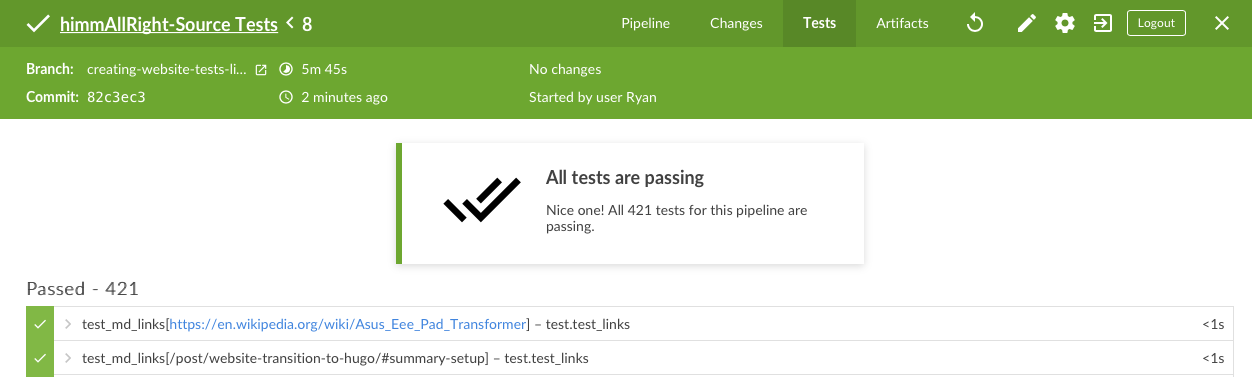 himmAllRight-Source Tests < 8 Pipeline Changes Tests Artifacts Logout
Branch: creating-website-tests-li... 5m 45s No changes
Commit: 82c3ec3 2 minutes ago Started by user Ryan
All tests are passing
Nice one! All 421 tests for this pipeline are
passing.
Passed - 421
test_md_links[https://en.wikipedia.org/wiki/Asus_Eee_Pad_Transformer] – test.test_links <1s
test_md_links[/post/website-transition-to-hugo/#summary-setup] – test.test_links <1s